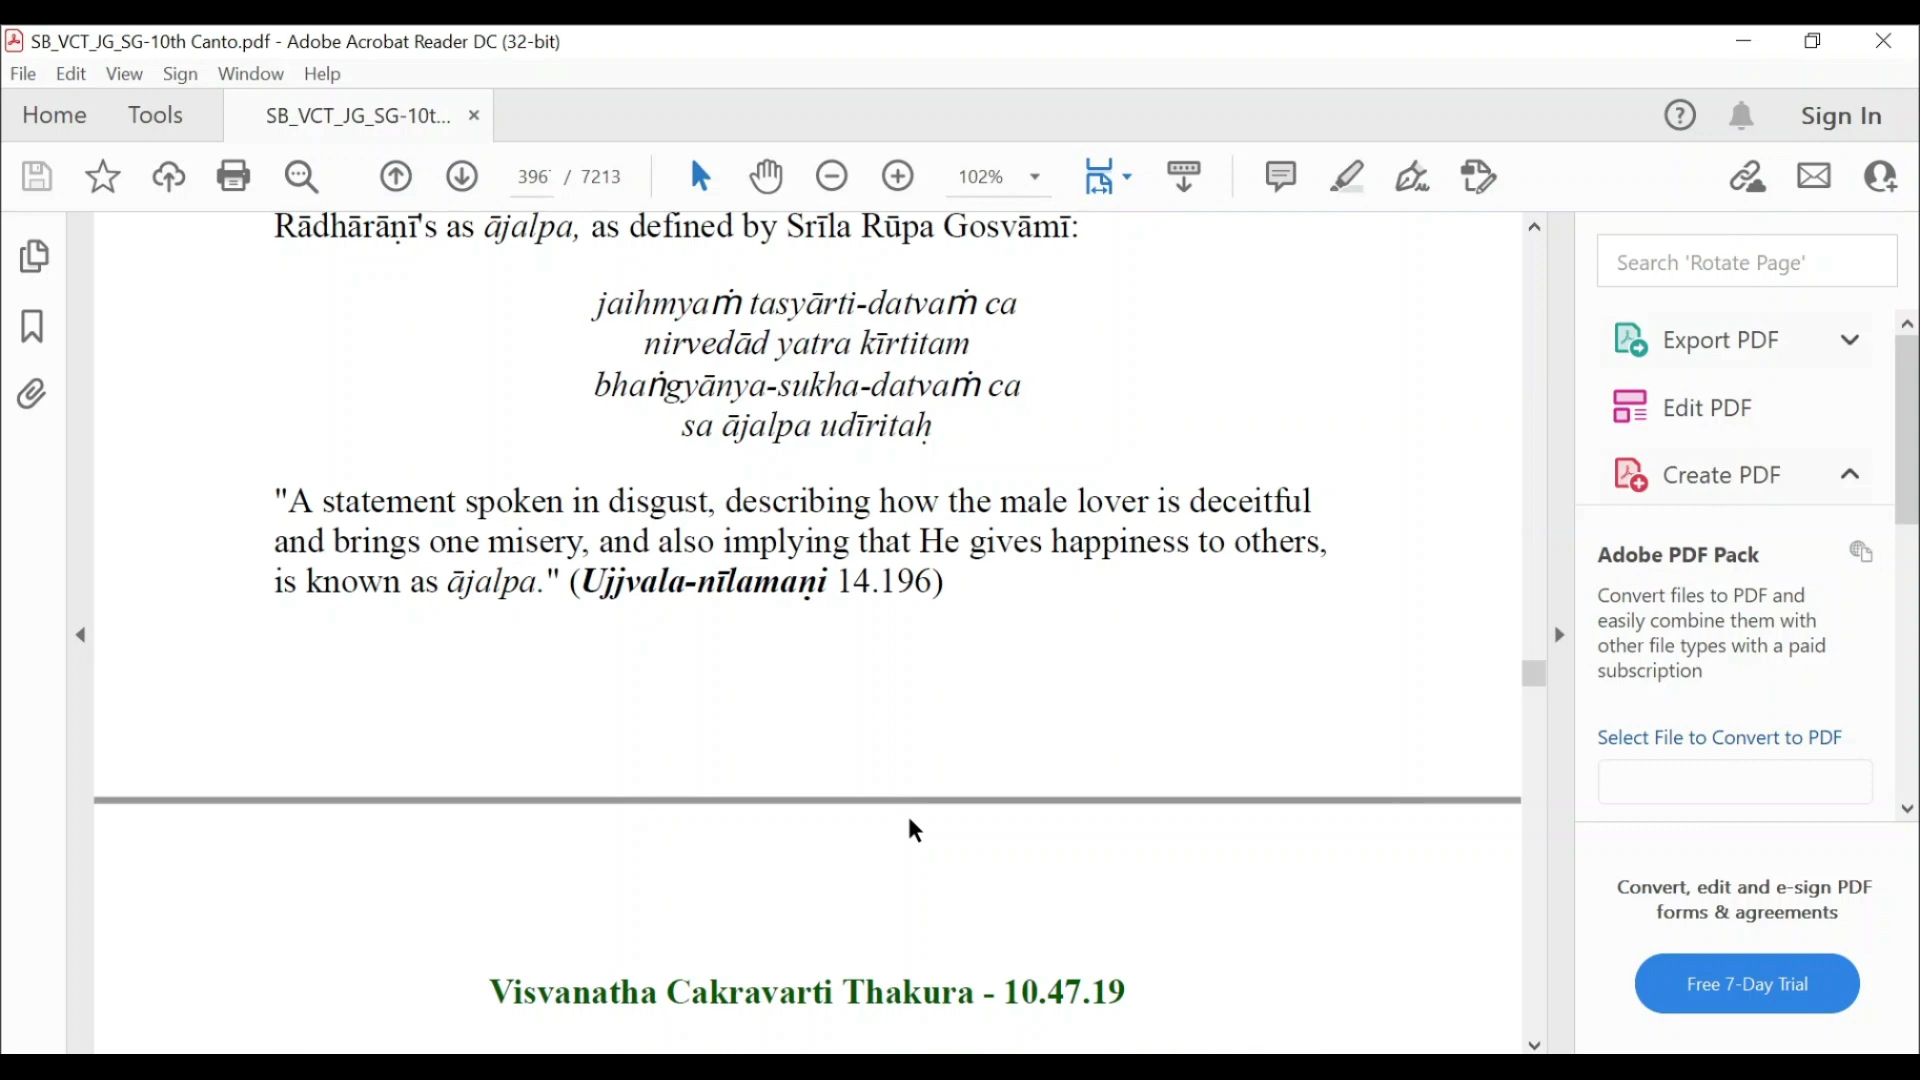 SB_VCT_JG_SG-10th Canto.pdf - Adobe Acrobat Reader DC (32-bit)
File Edit View Sign Window Help
Home Tools SB_VCT_JG_SG-10t... × Sign In
396 / 7213 102%
Rādhārāṇī's as ājalpa, as defined by Srīla Rūpa Gosvāmī:
jaihmyaṁ tasyārti-datvaṁ ca
nirvedād yatra kīrtitam
bhaṅgyānya-sukha-datvaṁ ca
sa ājalpa udīritaḥ
"A statement spoken in disgust, describing how the male lover is deceitful
and brings one misery, and also implying that He gives happiness to others,
is known as ājalpa." (Ujjvala-nīlamaṇi 14.196)
Visvanatha Cakravarti Thakura - 10.47.19
Search 'Rotate Page'
Export PDF
Edit PDF
Create PDF
Adobe PDF Pack
Convert files to PDF and
easily combine them with
other file types with a paid
subscription
Select File to Convert to PDF
Convert, edit and e-sign PDF
forms & agreements
Free 7-Day Trial